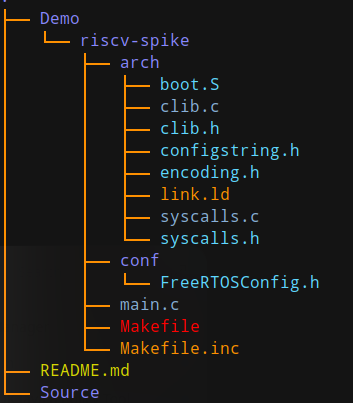 Demo
riscv-spike
arch
boot.S
clib.c
clib.h
configstring.h
encoding.h
link.ld
syscalls.c
syscalls.h
conf
FreeRTOSConfig.h
main.c
Makefile
Makefile.inc
README.md
Source